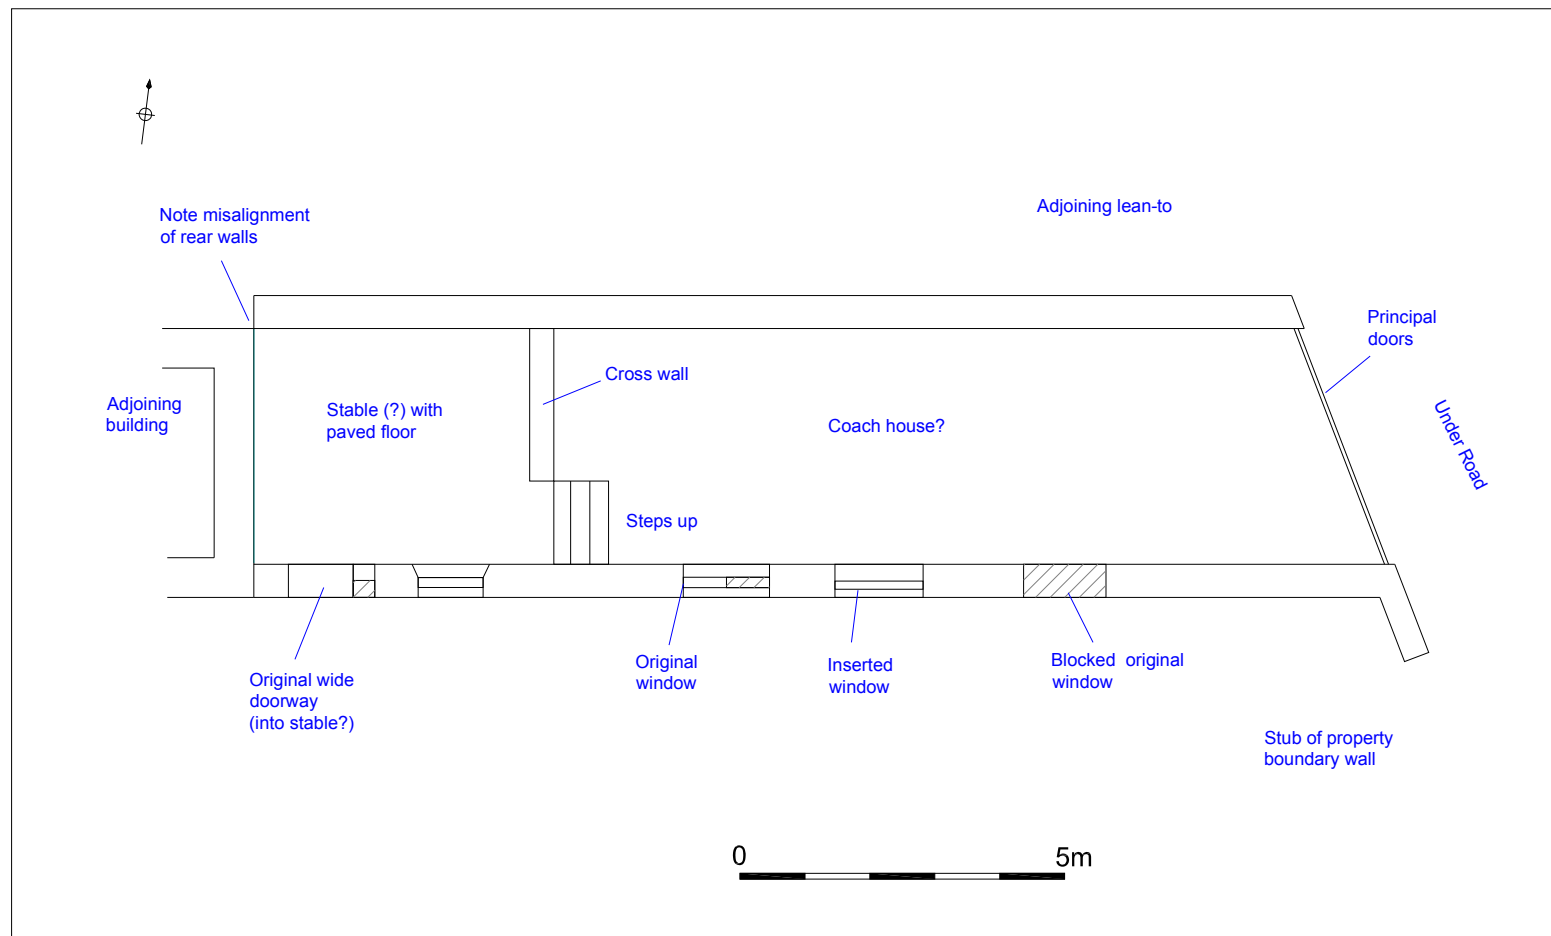 Note misalignment
of rear walls
Adjoining lean-to
Principal
doors
Cross wall
Adjoining
building
Stable (?) with
paved floor
Coach house?
Under Road
Steps up
Original wide
doorway
(into stable?)
Original
window
Inserted
window
Blocked original
window
Stub of property
boundary wall
0 5m